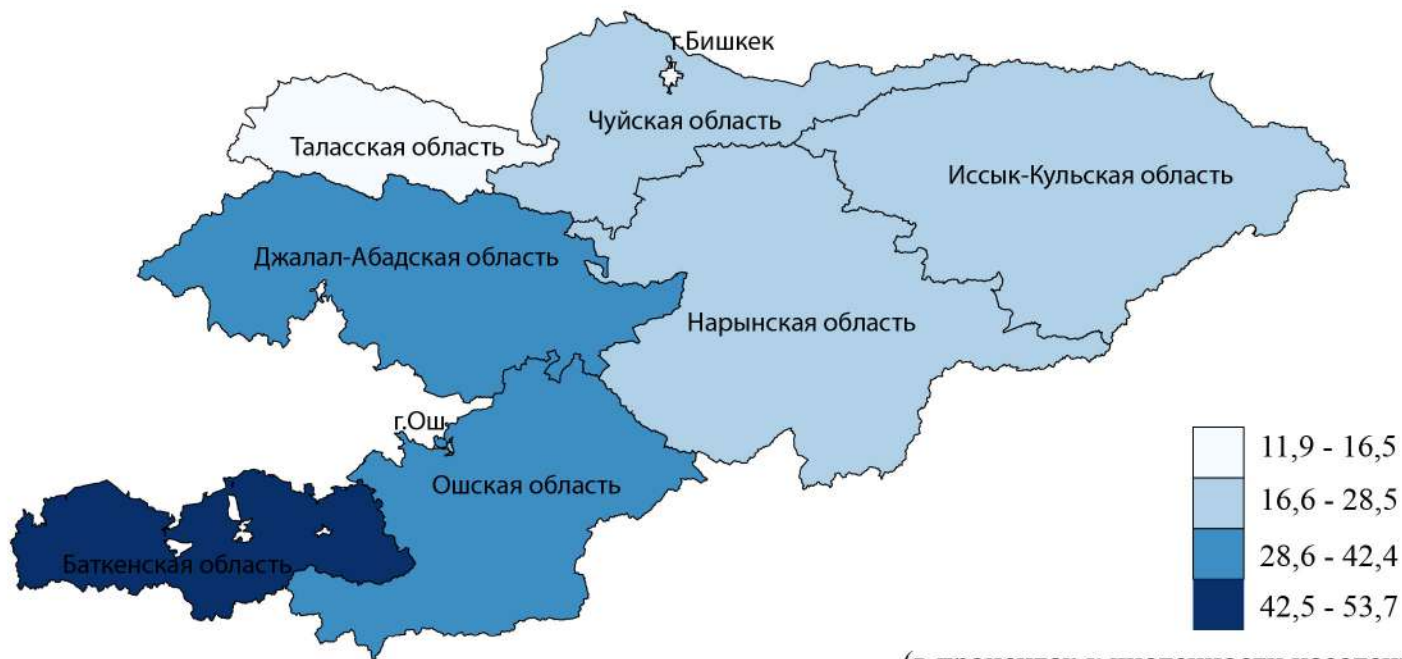 г.Бишкек
Чуйская область
Таласская область
Иссык-Кульская область
Джалал-Абадская область
Нарынская область
г.Ош
Ошская область
Баткенская область
11,9 - 16,5
16,6 - 28,5
28,6 - 42,4
42,5 - 53,7